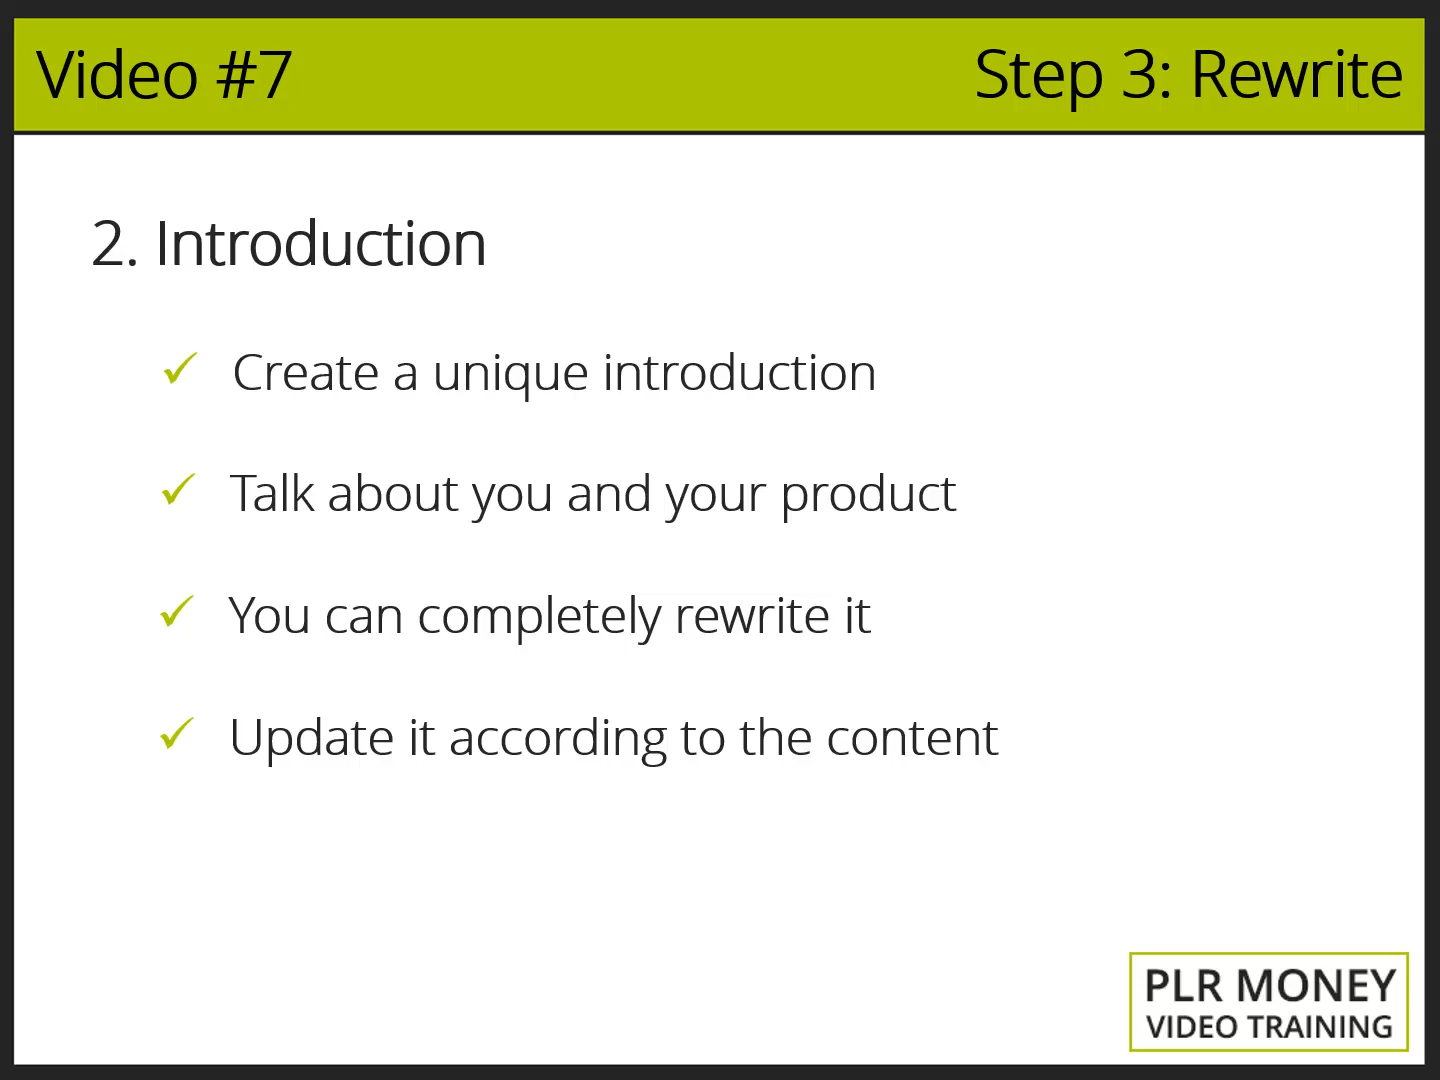 Video #7
Step 3: Rewrite
2. Introduction
Create a unique introduction
Talk about you and your product
You can completely rewrite it
Update it according to the content
PLR MONEY
VIDEO TRAINING